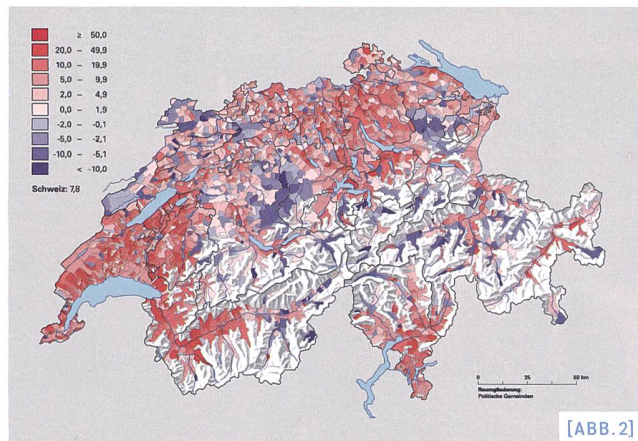 ≥ 50,0
20,0 – 49,9
10,0 – 19,9
5,0 – 9,9
2,0 – 4,9
0,0 – 1,9
-2,0 – -0,1
-5,0 – -2,1
-10,0 – -5,1
< -10,0
Schweiz: 7,8
0 25 50 km
Raumgliederung:
Politische Gemeinden
[ABB.2]